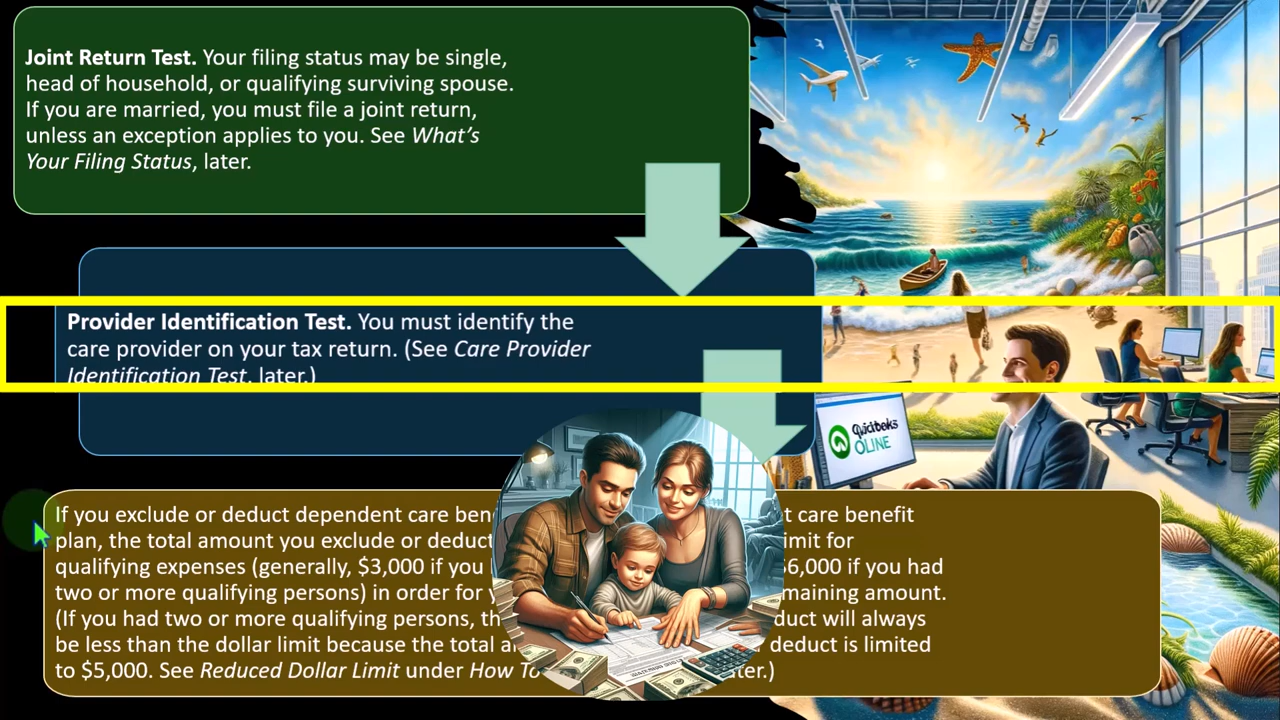 Joint Return Test. Your filing status may be single,
head of household, or qualifying surviving spouse.
If you are married, you must file a joint return,
unless an exception applies to you. See What's
Your Filing Status, later.
Provider Identification Test. You must identify the
care provider on your tax return. (See Care Provider
Identification Test, later.)
QuickBooks
OLINE
If you exclude or deduct dependent care t care benefit
plan, the total amount you exclude or deduct imit for
qualifying expenses (generally, $3,000 if you $6,000 if you had
two or more qualifying persons) in order for maining amount.
(If you had two or more qualifying persons, duct will always
be less than the dollar limit because the total deduct is limited
to $5,000. See Reduced Dollar Limit under How To ter.)